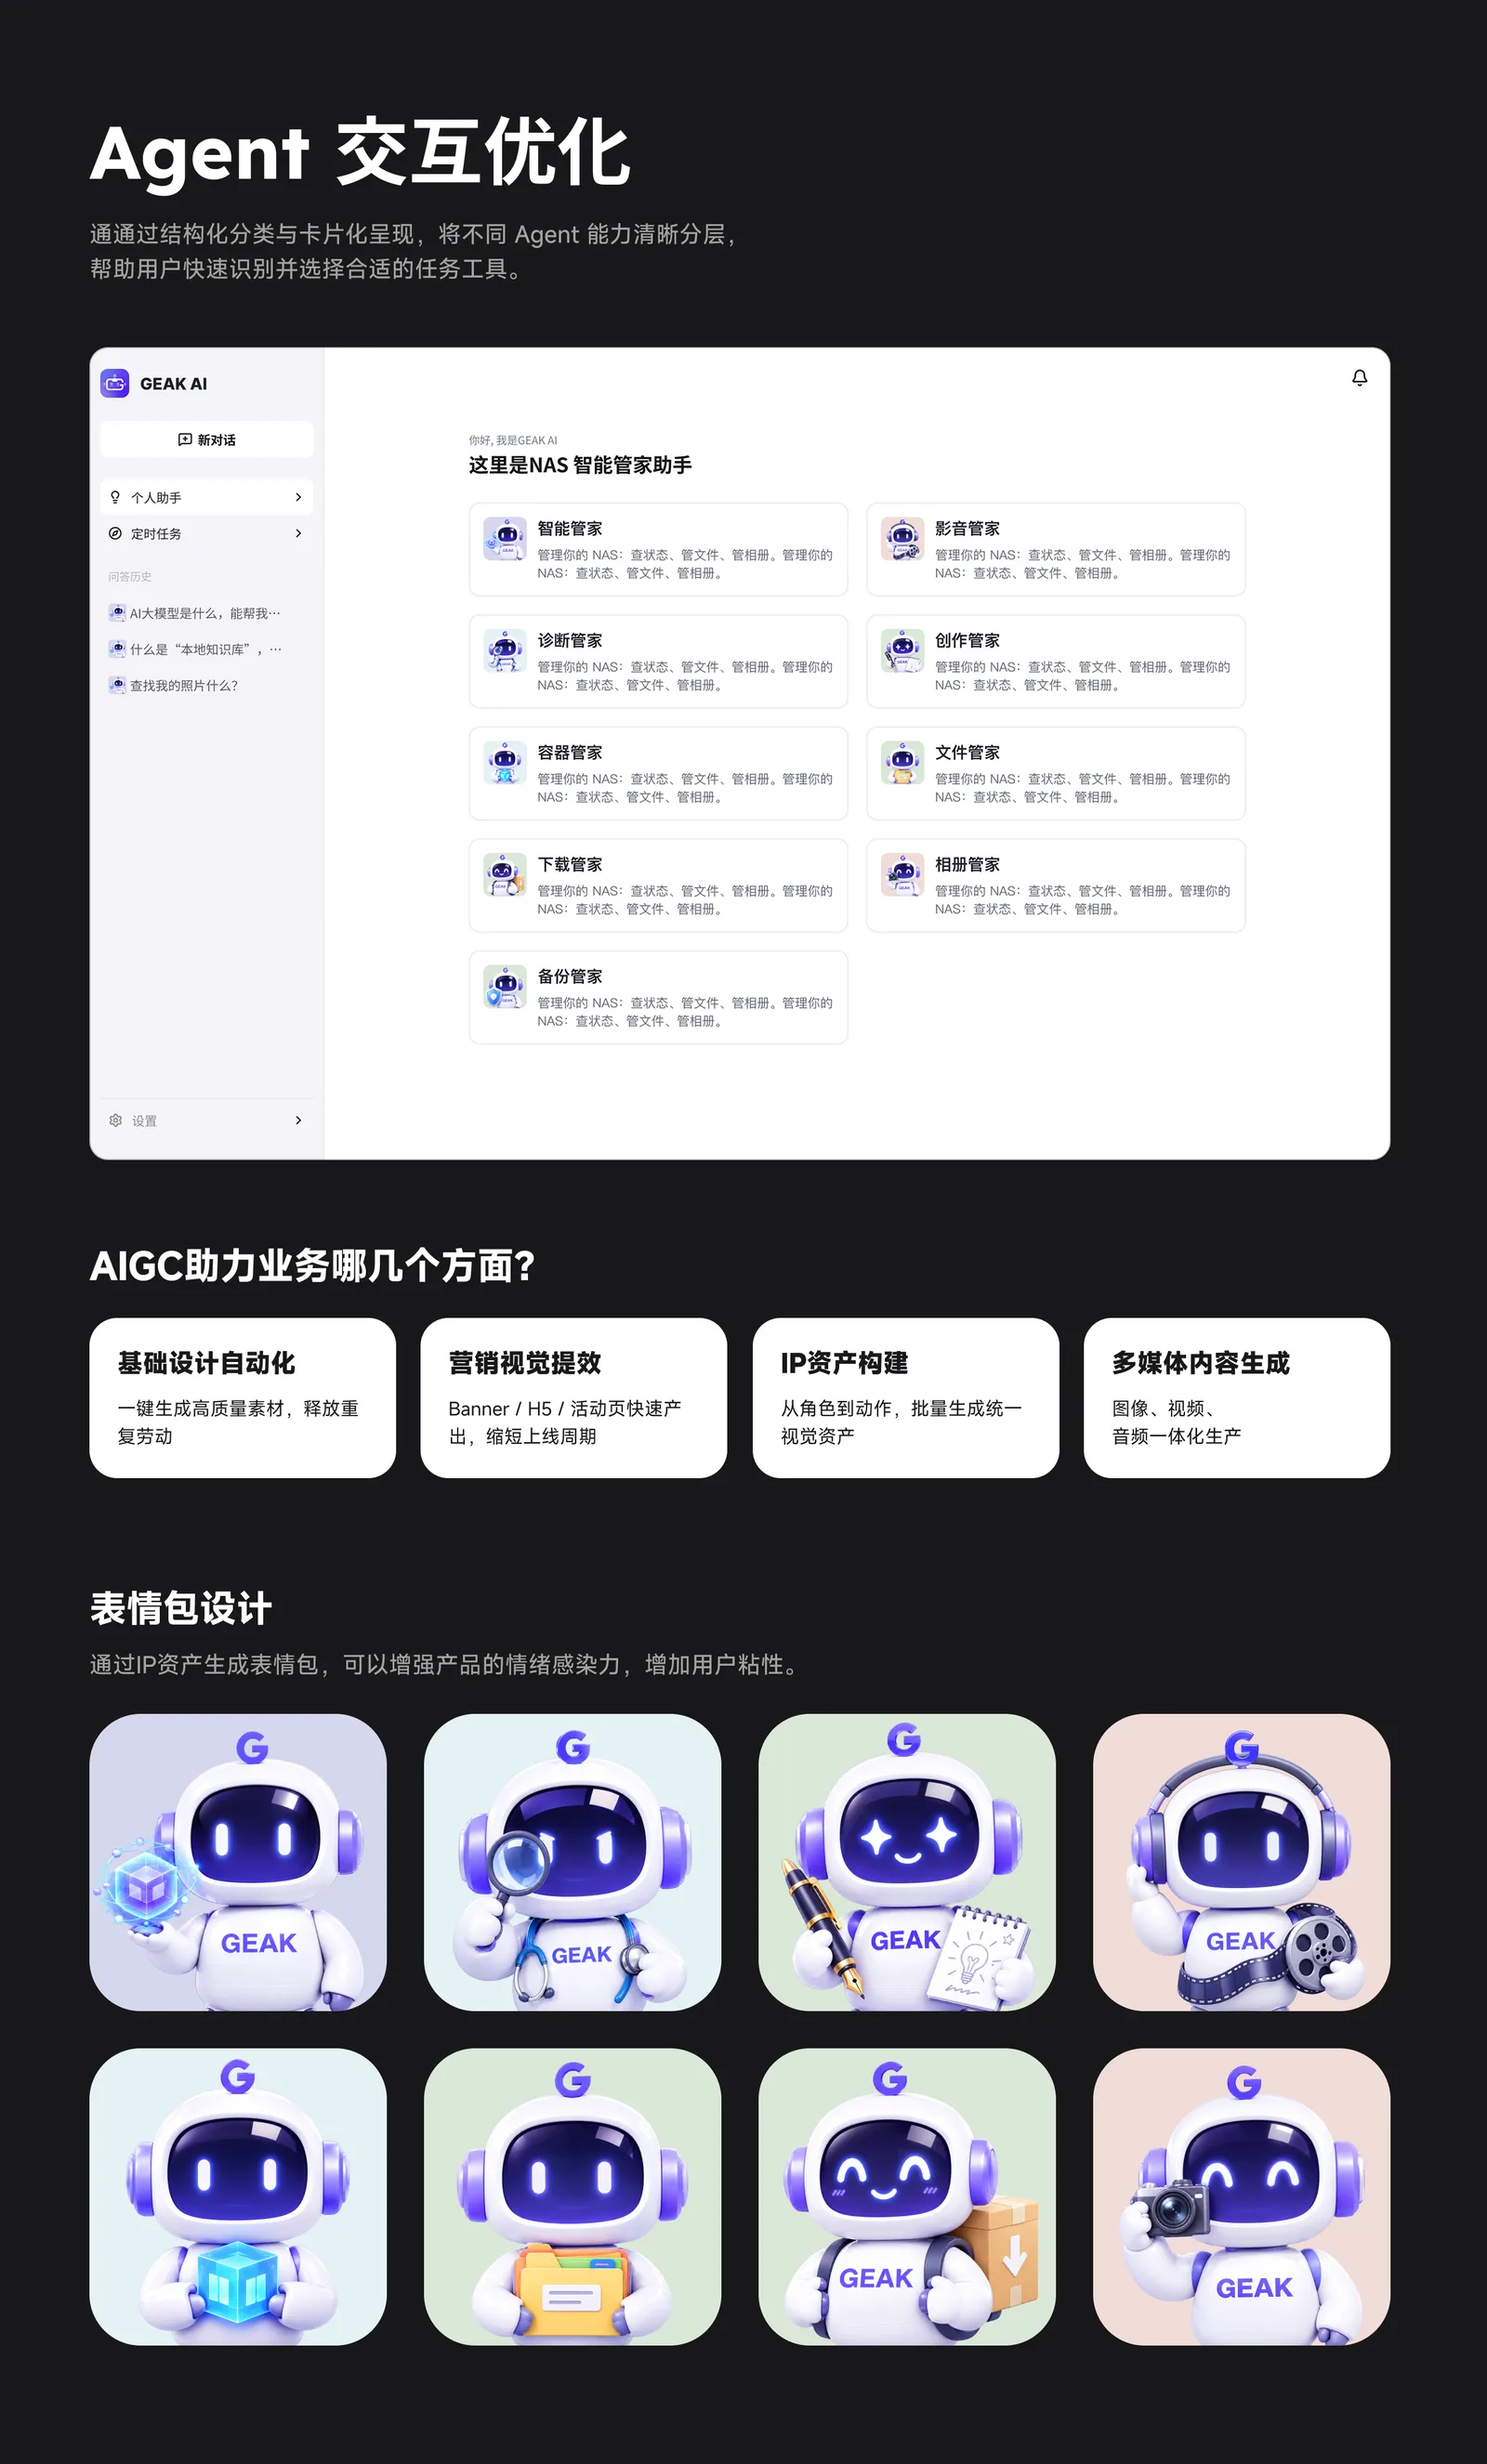 Agent 交互优化
通通过结构化分类与卡片化呈现，将不同 Agent 能力清晰分层，
帮助用户快速识别并选择合适的任务工具。
GEAK AI
新对话
个人助手
定时任务
问答历史
AI大模型是什么，能帮我…
什么是“本地知识库”，…
查找我的照片什么？
设置
你好, 我是GEAK AI
这里是NAS 智能管家助手
智能管家
管理你的 NAS：查状态、管文件、管相册。管理你的
NAS：查状态、管文件、管相册。
影音管家
管理你的 NAS：查状态、管文件、管相册。管理你的
NAS：查状态、管文件、管相册。
诊断管家
管理你的 NAS：查状态、管文件、管相册。管理你的
NAS：查状态、管文件、管相册。
创作管家
管理你的 NAS：查状态、管文件、管相册。管理你的
NAS：查状态、管文件、管相册。
容器管家
管理你的 NAS：查状态、管文件、管相册。管理你的
NAS：查状态、管文件、管相册。
文件管家
管理你的 NAS：查状态、管文件、管相册。管理你的
NAS：查状态、管文件、管相册。
下载管家
管理你的 NAS：查状态、管文件、管相册。管理你的
NAS：查状态、管文件、管相册。
相册管家
管理你的 NAS：查状态、管文件、管相册。管理你的
NAS：查状态、管文件、管相册。
备份管家
管理你的 NAS：查状态、管文件、管相册。管理你的
NAS：查状态、管文件、管相册。
AIGC助力业务哪几个方面?
基础设计自动化
一键生成高质量素材，释放重
复劳动
营销视觉提效
Banner / H5 / 活动页快速产
出，缩短上线周期
IP资产构建
从角色到动作，批量生成统一
视觉资产
多媒体内容生成
图像、视频、
音频一体化生产
表情包设计
通过IP资产生成表情包，可以增强产品的情绪感染力，增加用户粘性。
G
GEAK
G
GEAK
G
GEAK
G
GEAK
G
G
G
GEAK
G
GEAK